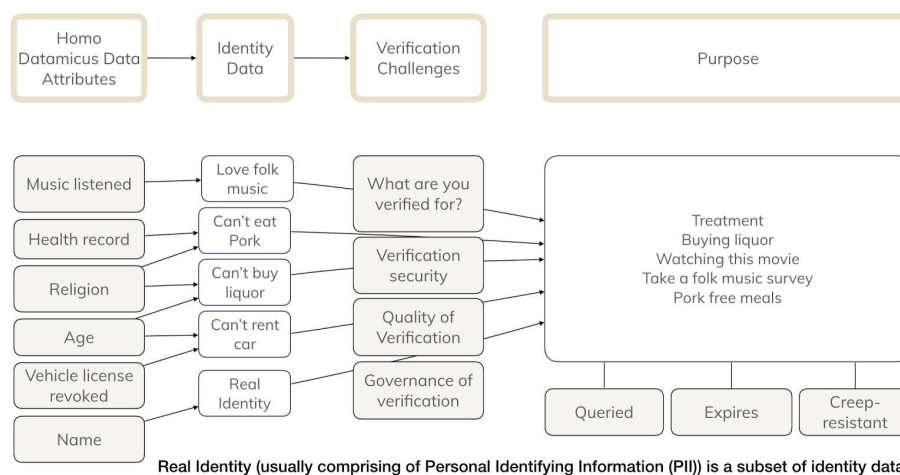 Homo
Datamicus Data
Attributes
Identity
Data
Verification
Challenges
Purpose
Music listened
Health record
Religion
Age
Vehicle license
revoked
Name
Love folk
music
Can't eat
Pork
Can't buy
liquor
Can't rent
car
Real
Identity
What are you
verified for?
Verification
security
Quality of
Verification
Governance of
verification
Treatment
Buying liquor
Watching this movie
Take a folk music survey
Pork free meals
Queried
Expires
Creep-
resistant
Real Identity (usually comprising of Personal Identifying Information (PII)) is a subset of identity data